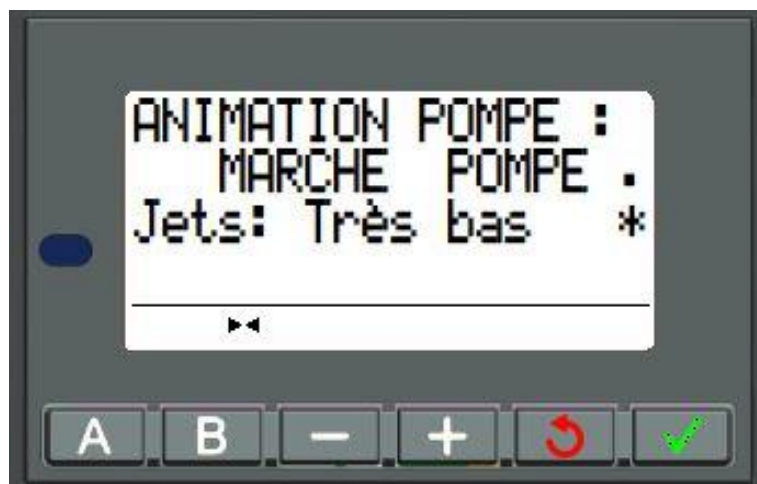 ANIMATION POMPE :
MARCHE POMPE .
Jets: Très bas *
A B - +